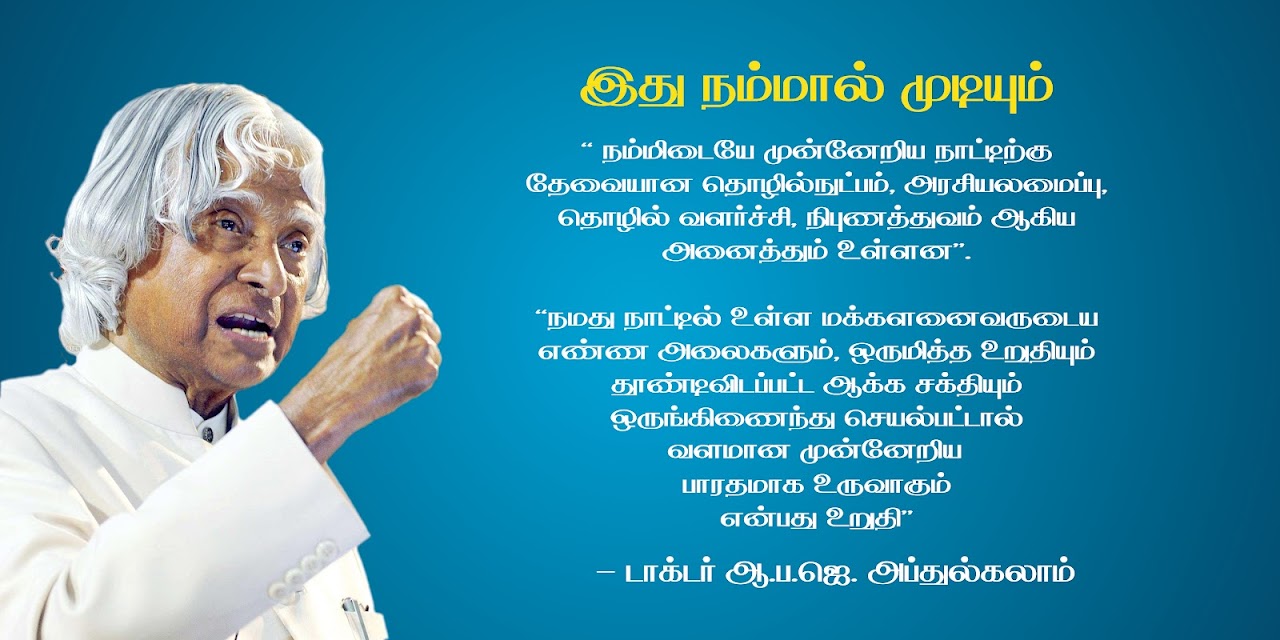 இது நம்மால் முடியும்
“ நம்மிடையே முன்னேறிய நாட்டிற்கு
தேவையான தொழில்நுட்பம், அரசியலமைப்பு,
தொழில் வளர்ச்சி, நிபுணத்துவம் ஆகிய
அனைத்தும் உள்ளன”.
“நமது நாட்டில் உள்ள மக்களனைவருடைய
எண்ண அலைகளும், ஒருமித்த உறுதியும்
தூண்டிவிடப்பட்ட ஆக்க சக்தியும்
ஒருங்கிணைந்து செயல்பட்டால்
வளமான முன்னேறிய
பாரதமாக உருவாகும்
என்பது உறுதி”
– டாக்டர் ஆ.ப.ஜெ. அப்துல்கலாம்